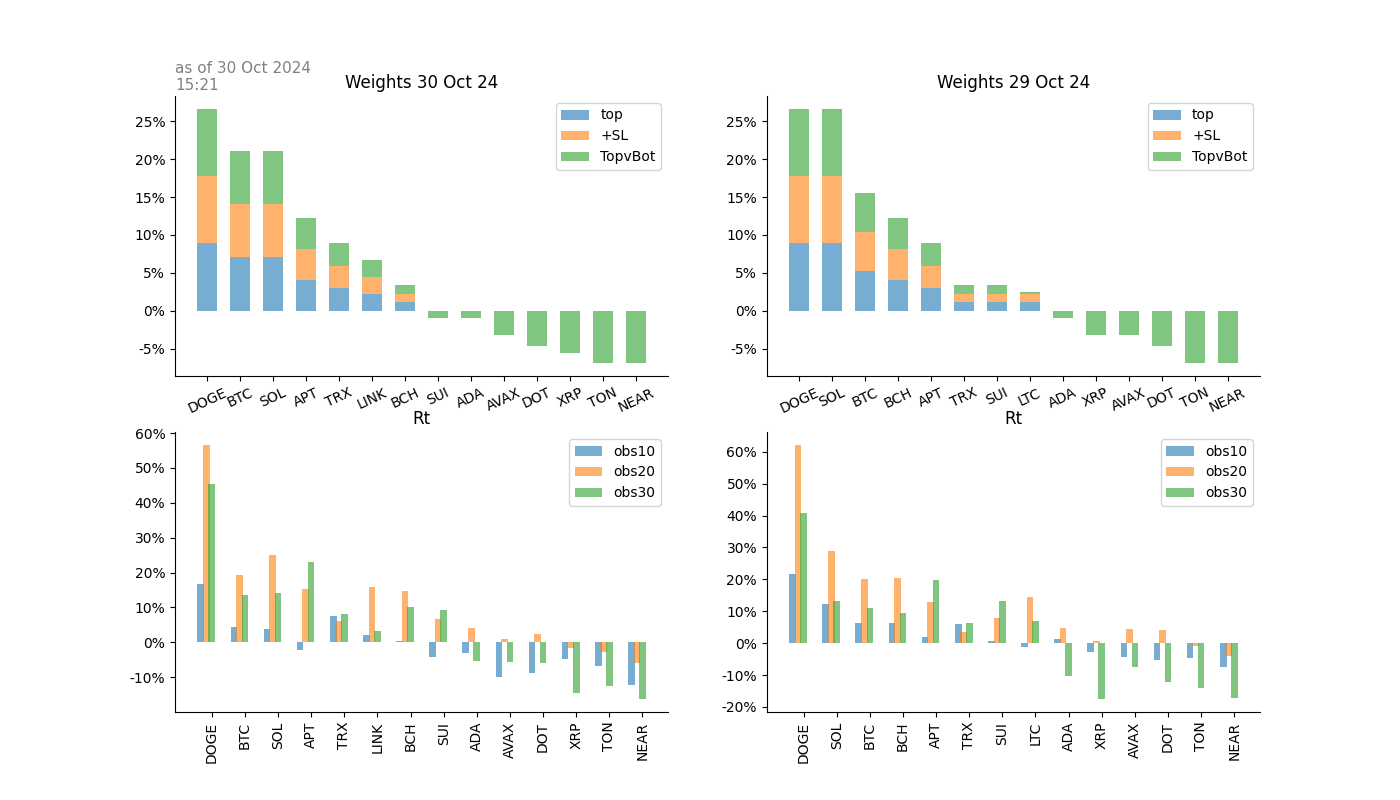 as of 30 Oct 2024
15:21
Weights 30 Oct 24
25%
20%
15%
10%
5%
0%
-5%
top
+SL
TopvBot
DOGE BTC SOL APT TRX LINK BCH SUI ADA AVAX DOT XRP TON NEAR
Weights 29 Oct 24
25%
20%
15%
10%
5%
0%
-5%
top
+SL
TopvBot
DOGE SOL BTC BCH APT TRX SUI LTC ADA XRP AVAX DOT TON NEAR
Rt
60%
50%
40%
30%
20%
10%
0%
-10%
obs10
obs20
obs30
DOGE BTC SOL APT TRX LINK BCH SUI ADA AVAX DOT XRP TON NEAR
Rt
60%
50%
40%
30%
20%
10%
0%
-10%
-20%
obs10
obs20
obs30
DOGE SOL BTC BCH APT TRX SUI LTC ADA XRP AVAX DOT TON NEAR